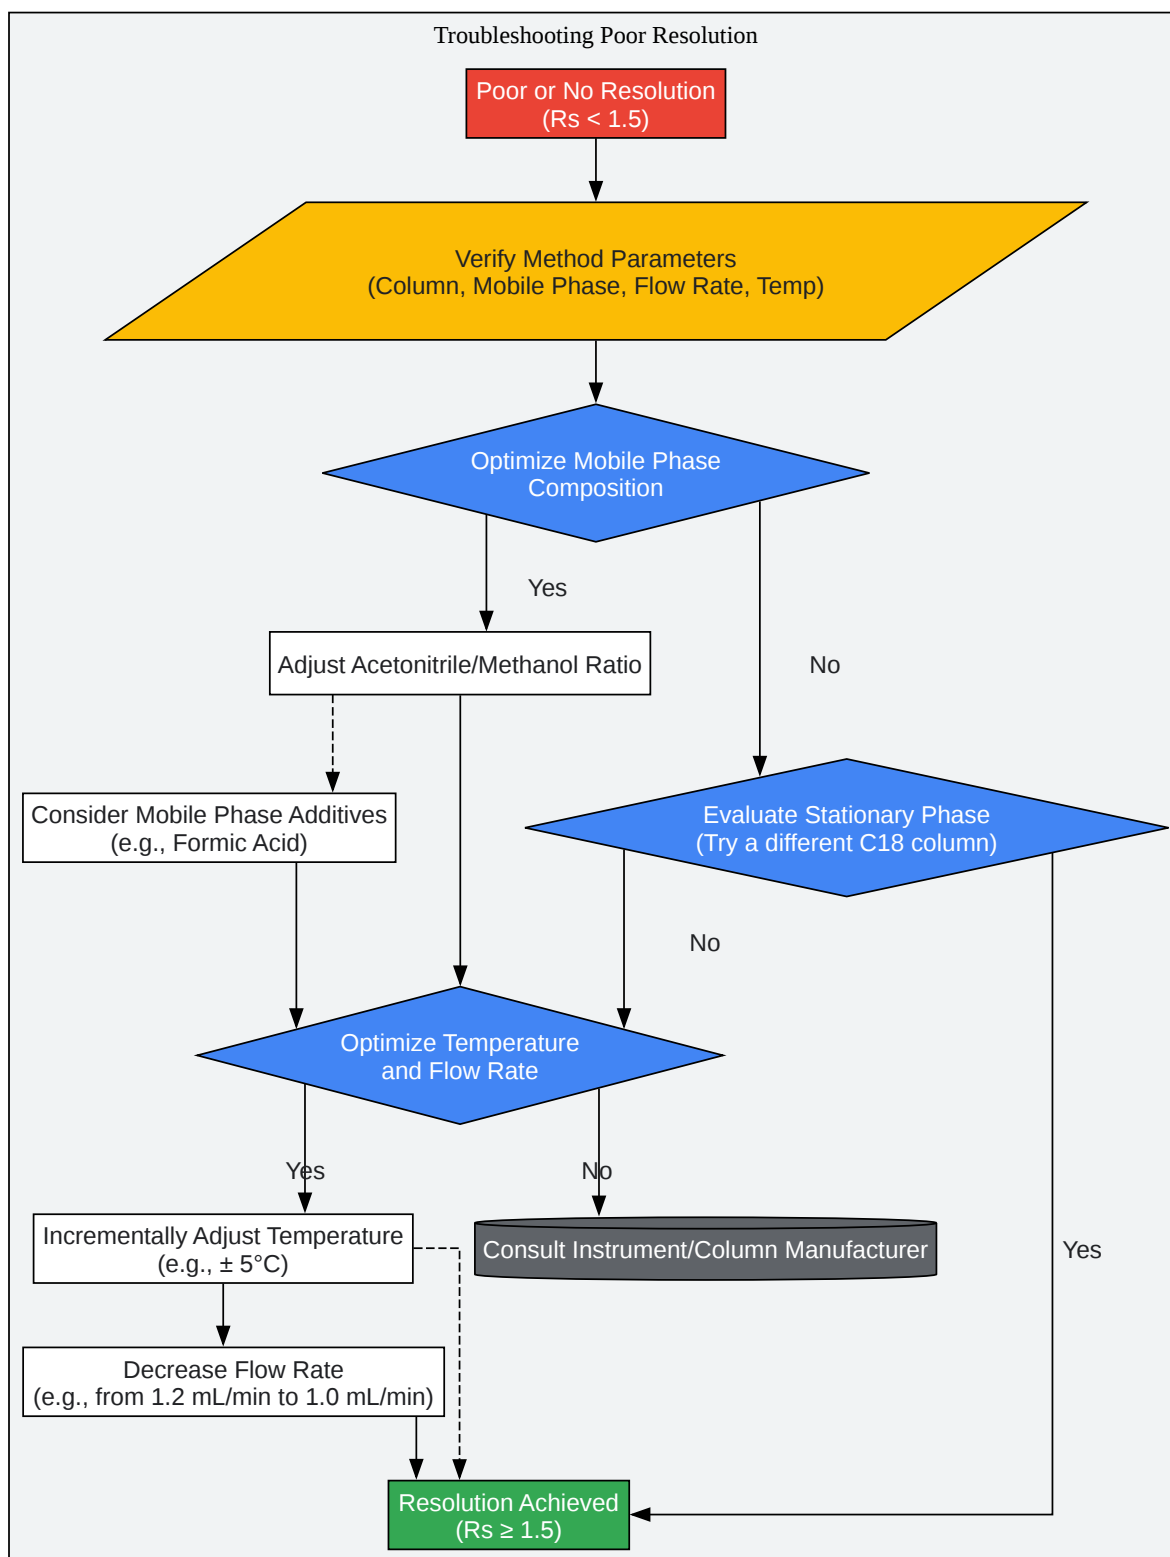 Troubleshooting Poor Resolution
Poor or No Resolution
(Rs < 1.5)
Verify Method Parameters
(Column, Mobile Phase, Flow Rate, Temp)
Optimize Mobile Phase
Composition
Yes
No
Adjust Acetonitrile/Methanol Ratio
Consider Mobile Phase Additives
(e.g., Formic Acid)
Evaluate Stationary Phase
(Try a different C18 column)
No
Optimize Temperature
and Flow Rate
Yes
No
Incrementally Adjust Temperature
(e.g., ± 5°C)
Consult Instrument/Column Manufacturer
Yes
Decrease Flow Rate
(e.g., from 1.2 mL/min to 1.0 mL/min)
Resolution Achieved
(Rs ≥ 1.5)